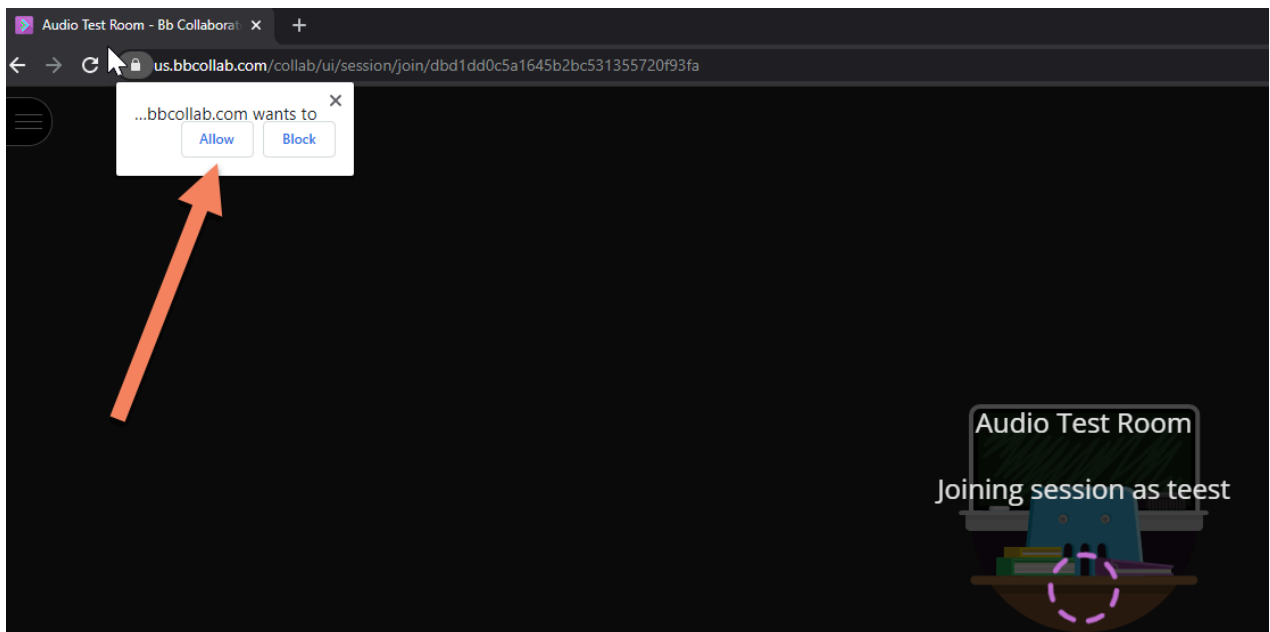 Audio Test Room - Bb Collaborat
us.bbcollab.com/collab/ui/session/join/dbd1dd0c5a1645b2bc531355720f93fa
...bbcollab.com wants to
Allow Block
Audio Test Room
Joining session as teest